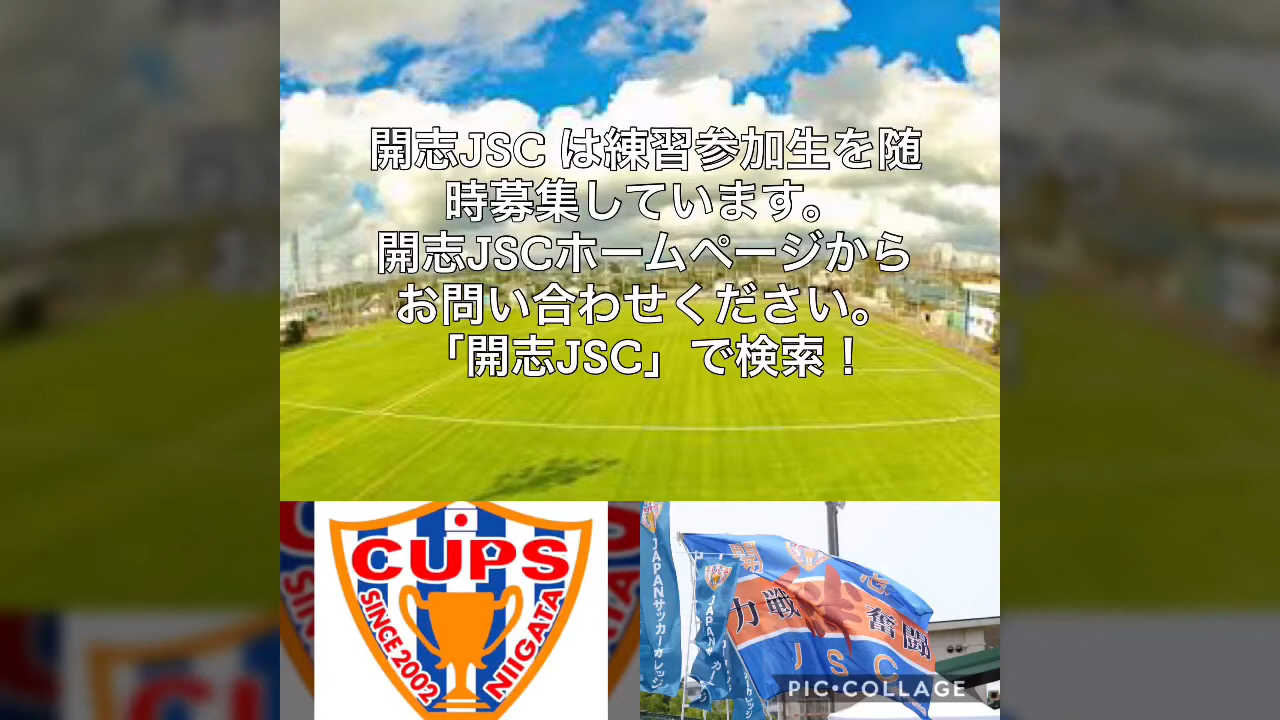 開志JSC は練習参加生を随
時募集しています。
開志JSCホームページから
お問い合わせください。
「開志JSC」で検索！
CUPS
SINCE 2002
NIIGATA
JAPANサッカーカレッジ
JAPAN
開
志
力戦
奮闘
JSC
PIC•COLLAGE